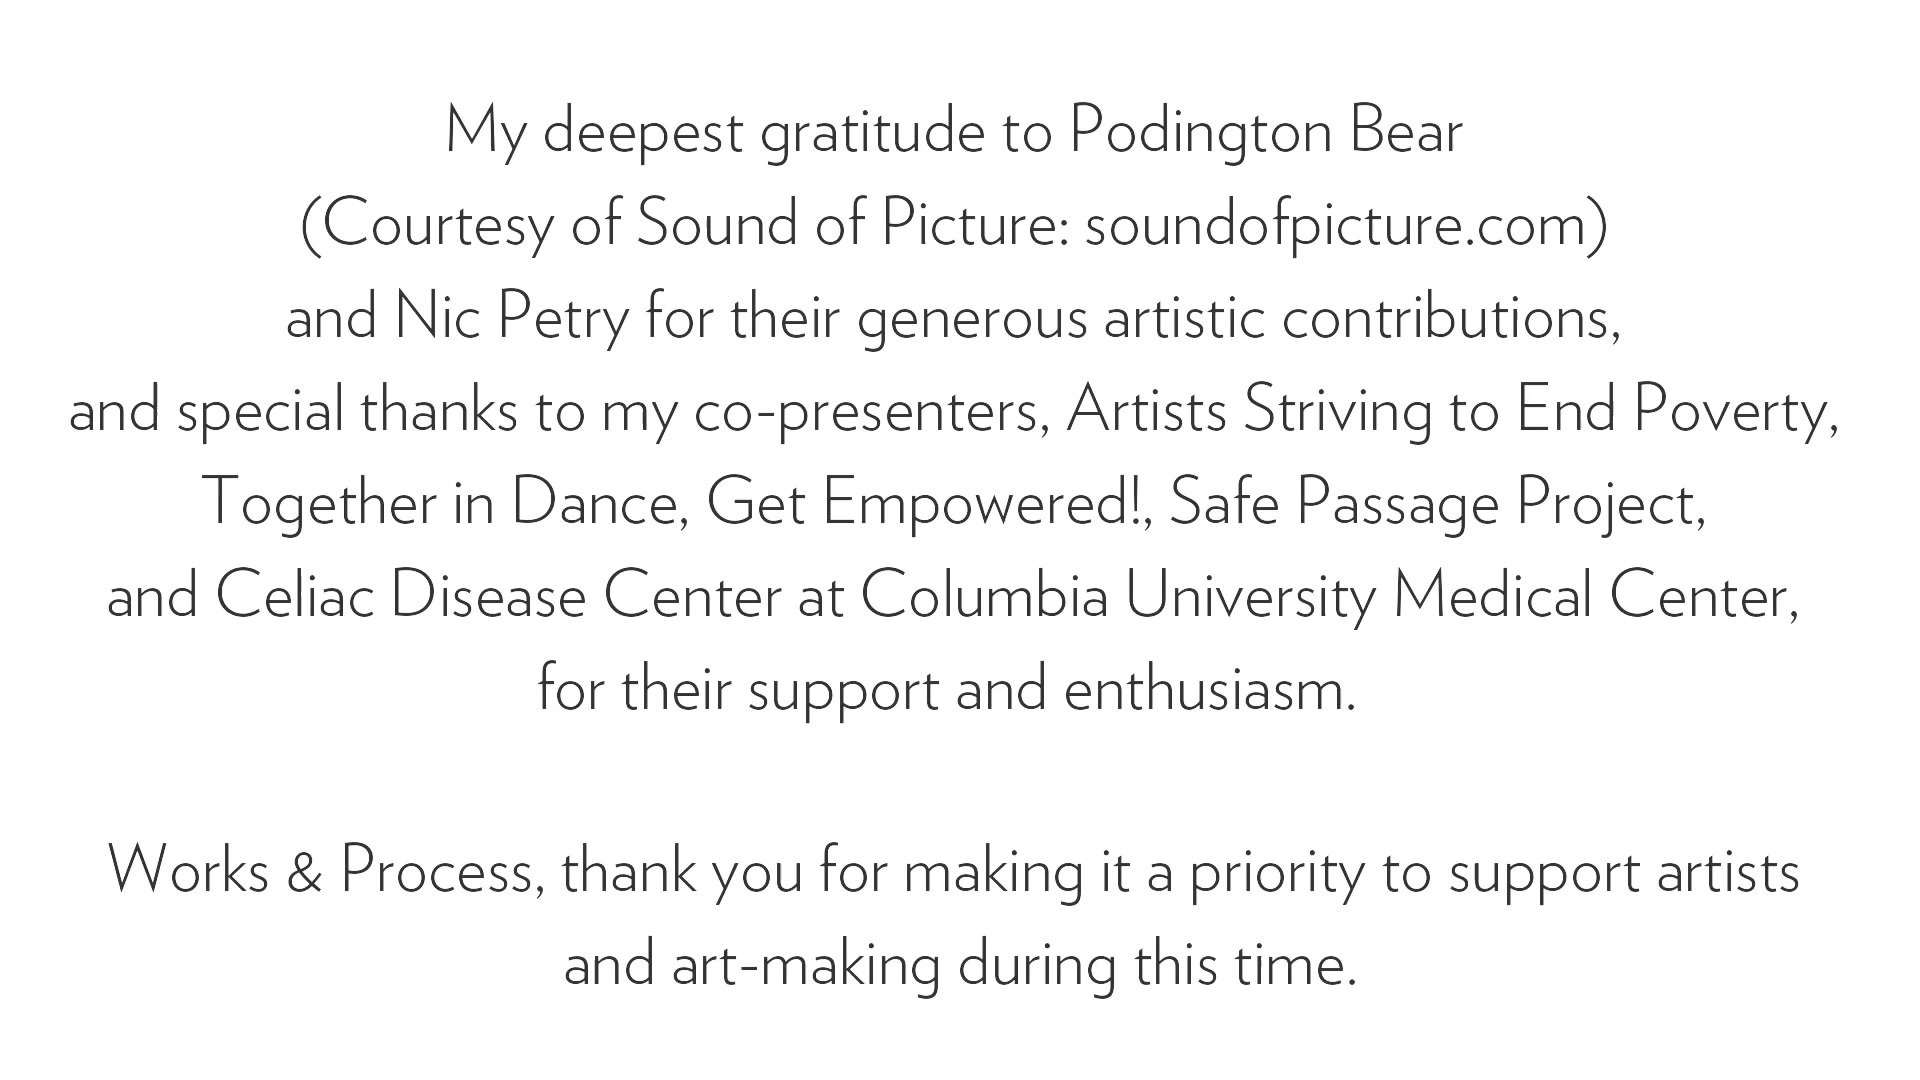 My deepest gratitude to Podington Bear
(Courtesy of Sound of Picture: soundofpicture.com)
and Nic Petry for their generous artistic contributions,
and special thanks to my co-presenters, Artists Striving to End Poverty,
Together in Dance, Get Empowered!, Safe Passage Project,
and Celiac Disease Center at Columbia University Medical Center,
for their support and enthusiasm.
Works & Process, thank you for making it a priority to support artists
and art-making during this time.